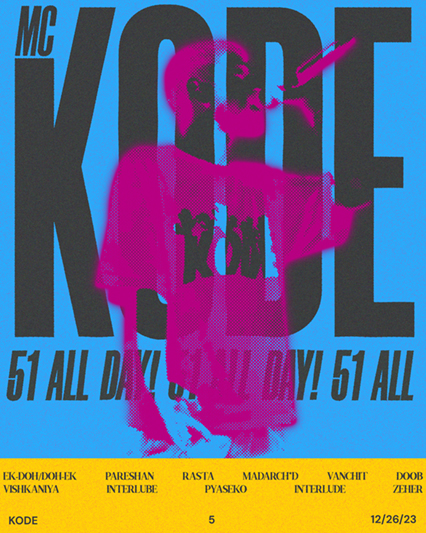 MC
KODE
51 ALL DAY! 51 ALL DAY! 51 ALL
EK-DOH/DOH-EK PARESHAN RASTA MADARCH'D VANCHIT DOOB
VISHKANIYA INTERLUBE PYASEKO INTERLUDE ZEHER
KODE 5 12/26/23